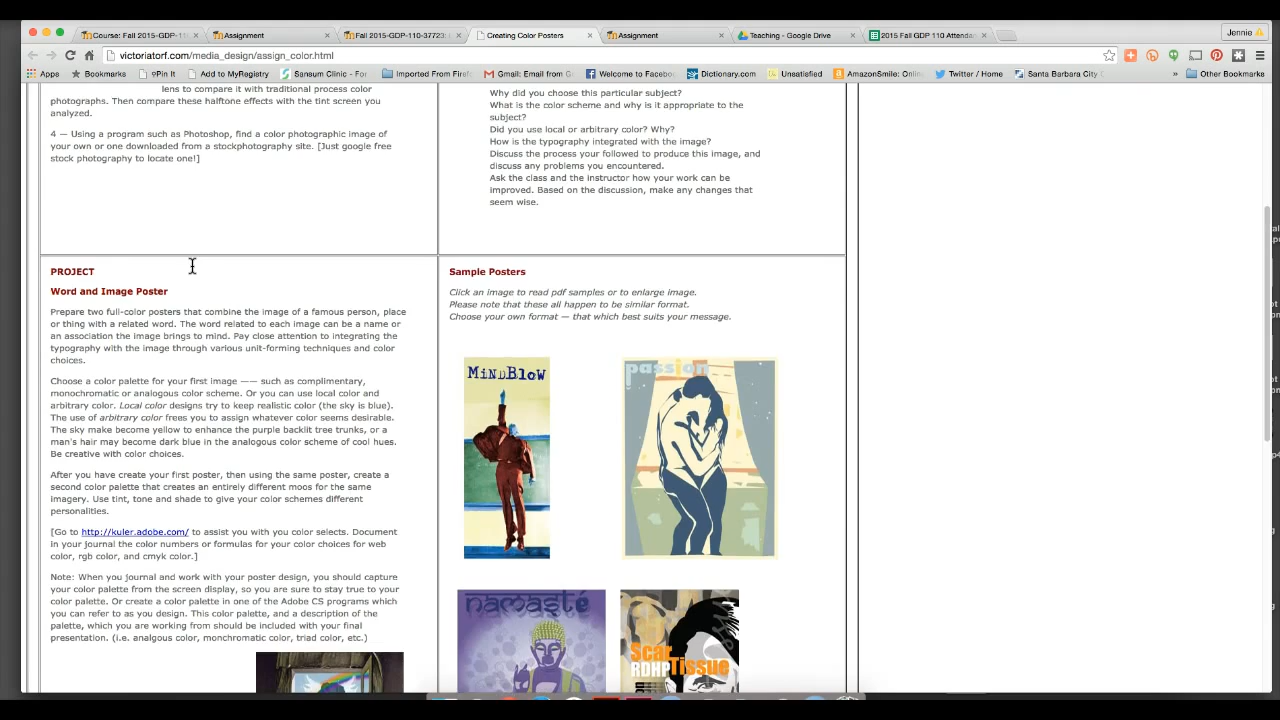 Course: Fall 2015-GDP-11
Assignment
Fall 2015-GDP-110-37723:
Creating Color Posters
Assignment
Teaching - Google Drive
2015 Fall GDP 110 Attendan
Jennie
victoriatorf.com/media_design/assign_color.html
Apps
Bookmarks
Pin It
Add to MyRegistry
Sansum Clinic - For
Imported From Firef
Gmail: Email from G
Welcome to Facebo
Dictionary.com
Uneatisfied
AmazonSmile: Onli
Twitter / Home
Santa Barbara City
»
Other Bookmarks
lens to compare it with traditional process color
photographs. Then compare these halftone effects with the tint screen you
analyzed.
4 — Using a program such as Photoshop, find a color photographic image of
your own or one downloaded from a stockphotography site. [Just google free
stock photography to locate one!]
Why did you choose this particular subject?
What is the color scheme and why is it appropriate to the
subject?
Did you use local or arbitrary color? Why?
How is the typography integrated with the image?
Discuss the process your followed to produce this image, and
discuss any problems you encountered.
Ask the class and the instructor how your work can be
improved. Based on the discussion, make any changes that
seem wise.
PROJECT
Word and Image Poster
Prepare two full-color posters that combine the image of a famous person, place
or thing with a related word. The word related to each image can be a name or
an association the image brings to mind. Pay close attention to integrating the
typography with the image through various unit-forming techniques and color
choices.
Choose a color palette for your first image —— such as complimentary,
monochromatic or analogous color scheme. Or you can use local color and
arbitrary color. Local color designs try to keep realistic color (the sky is blue).
The use of arbitrary color frees you to assign whatever color seems desirable.
The sky make become yellow to enhance the purple backlit tree trunks, or a
man's hair may become dark blue in the analogous color scheme of cool hues.
Be creative with color choices.
After you have create your first poster, then using the same poster, create a
second color palette that creates an entirely different moos for the same
imagery. Use tint, tone and shade to give your color schemes different
personalities.
[Go to http://kuler.adobe.com/ to assist you with you color selects. Document
in your journal the color numbers or formulas for your color choices for web
color, rgb color, and cmyk color.]
Note: When you journal and work with your poster design, you should capture
your color palette from the screen display, so you are sure to stay true to your
color palette. Or create a color palette in one of the Adobe CS programs which
you can refer to as you design. This color palette, and a description of the
palette, which you are working from should be included with your final
presentation. (i.e. analgous color, monochromatic color, triad color, etc.)
Sample Posters
Click an image to read pdf samples or to enlarge image.
Please note that these all happen to be similar format.
Choose your own format — that which best suits your message.
MiNdBlow
passion
namasté
Scar
RDHPTissue